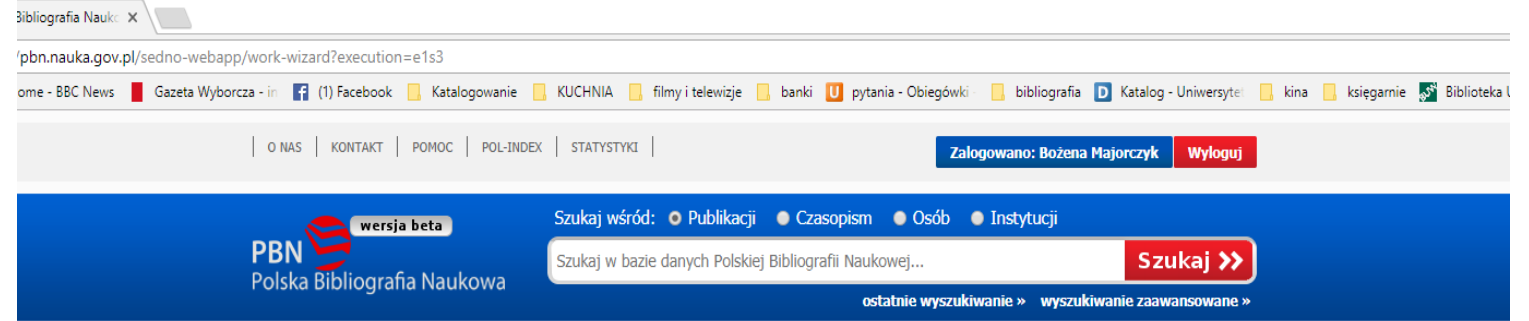 Bibliografia Nauko
/pbn.nauka.gov.pl/sedno-webapp/work-wizard?execution=e1s3
ome - BBC News Gazeta Wyborcza - in (1) Facebook Katalogowanie KUCHNIA filmy i telewizje banki U pytania - Obiegówki - bibliografia D Katalog - Uniwersytet kina księgarnie Biblioteka U
O NAS | KONTAKT | POMOC | POL-INDEX | STATYSTYKI |
Zalogowano: Bożena Majorczyk Wyloguj
Szukaj wśród: Publikacji Czasopism Osób Instytucji
wersja beta
PBN
Polska Bibliografia Naukowa
Szukaj w bazie danych Polskiej Bibliografii Naukowej... Szukaj
ostatnie wyszukiwanie » wyszukiwanie zaawansowane »